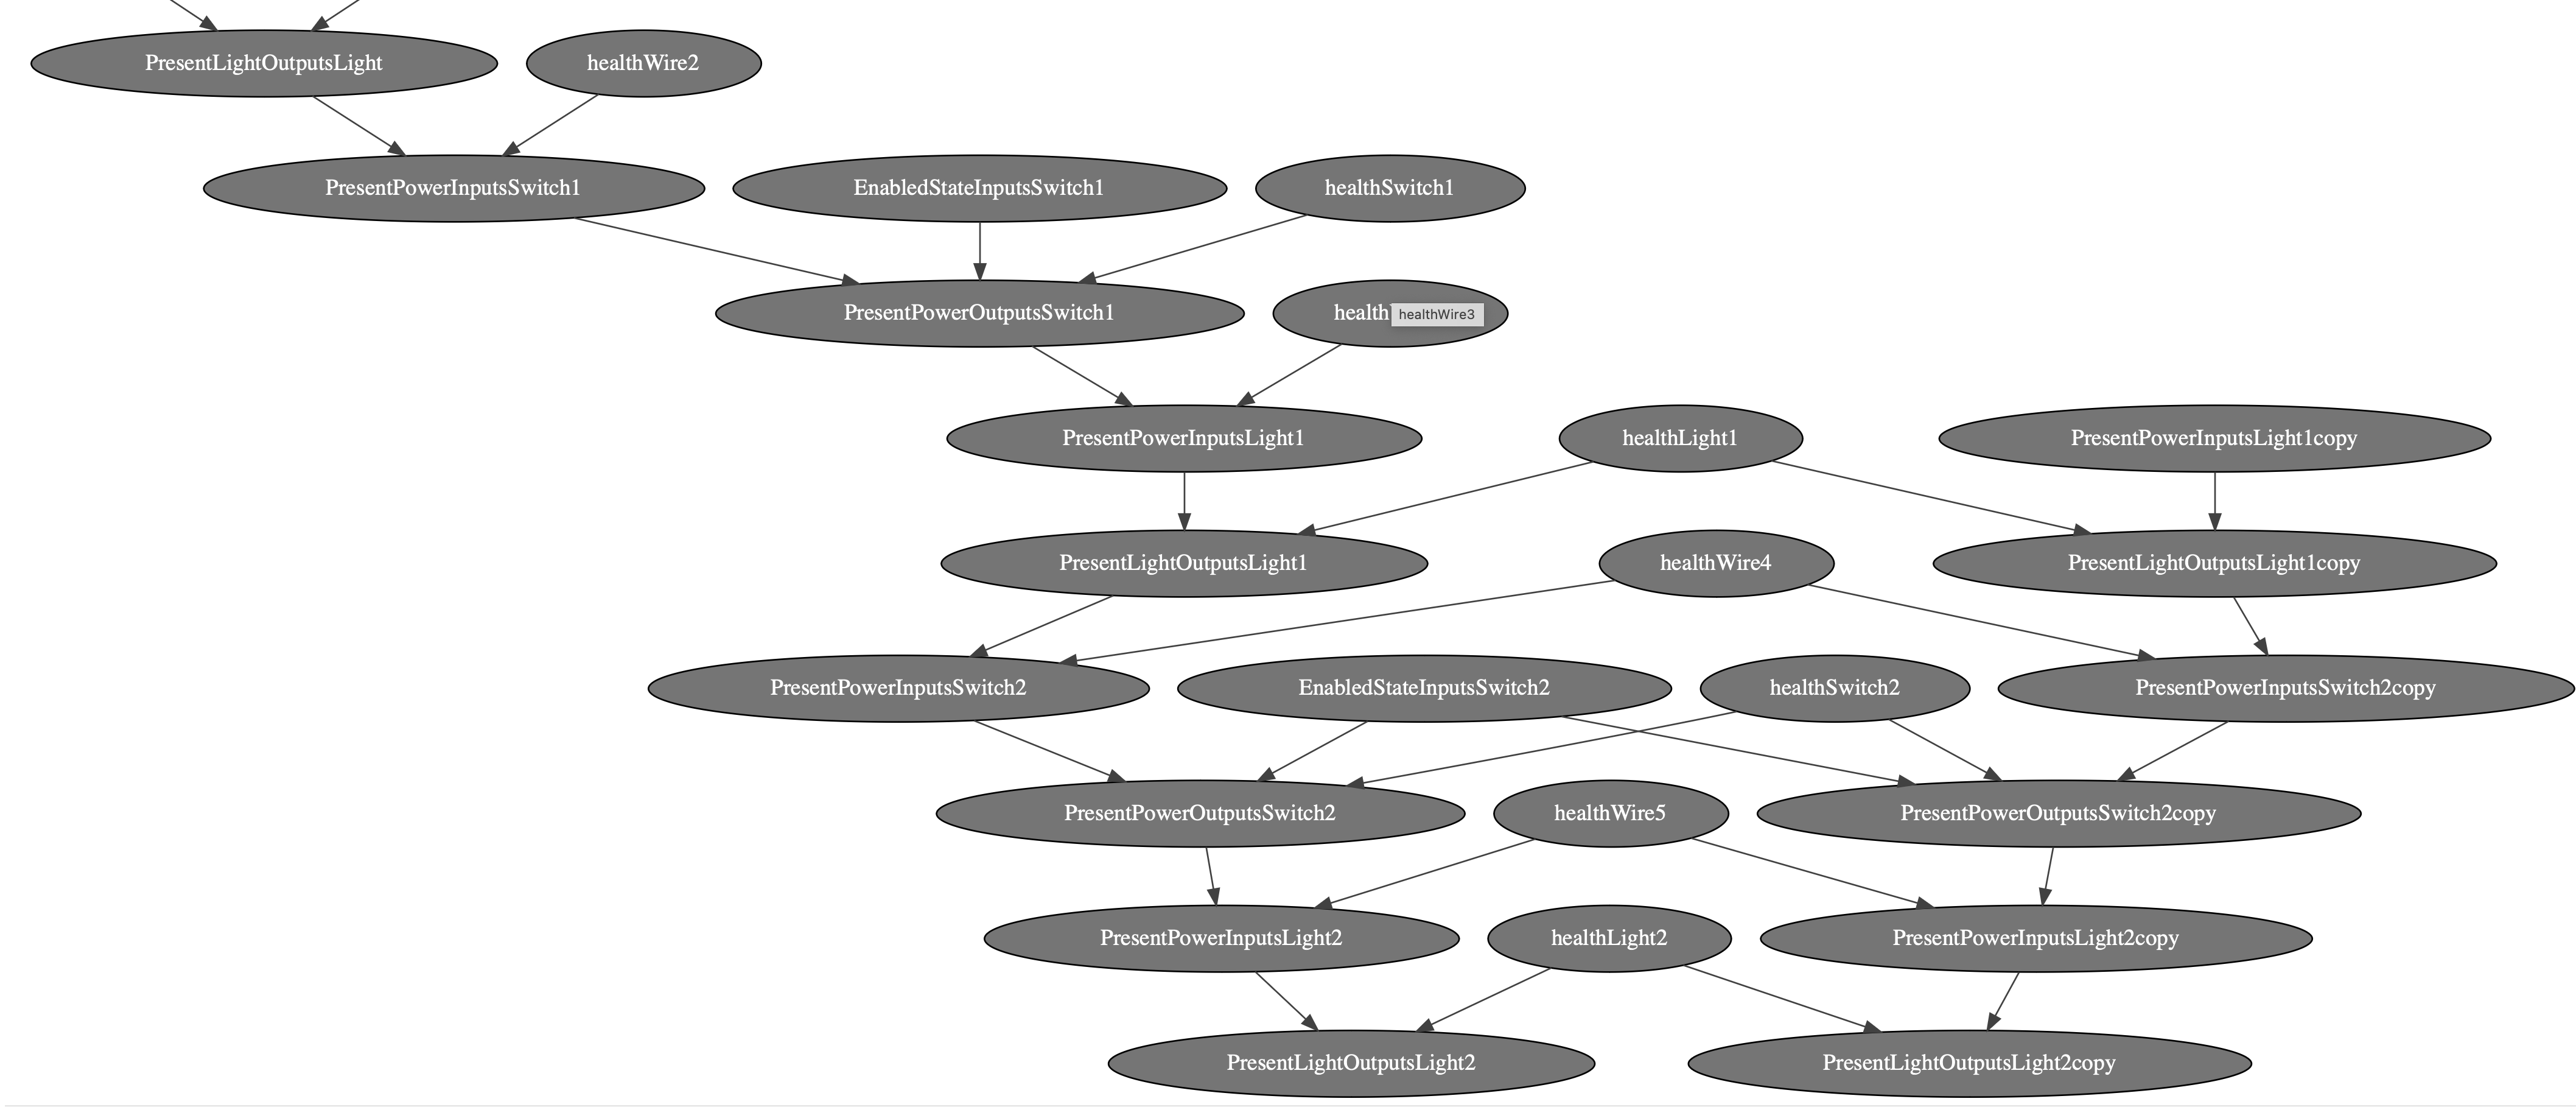 PresentLightOutputsLight
healthWire2
PresentPowerInputsSwitch1
EnabledStateInputsSwitch1
healthSwitch1
PresentPowerOutputsSwitch1
health
healthWire3
PresentPowerInputsLight1
healthLight1
PresentPowerInputsLight1copy
PresentLightOutputsLight1
healthWire4
PresentLightOutputsLight1copy
PresentPowerInputsSwitch2
EnabledStateInputsSwitch2
healthSwitch2
PresentPowerInputsSwitch2copy
PresentPowerOutputsSwitch2
healthWire5
PresentPowerOutputsSwitch2copy
PresentPowerInputsLight2
healthLight2
PresentPowerInputsLight2copy
PresentLightOutputsLight2
PresentLightOutputsLight2copy